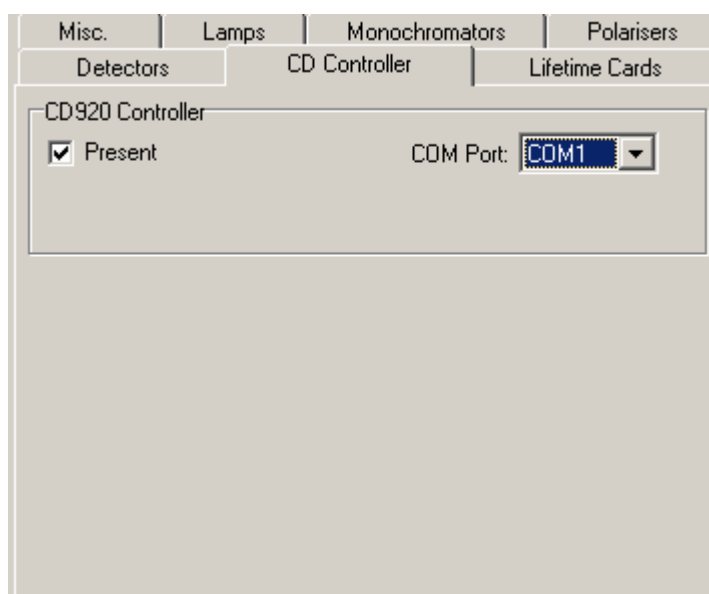 Misc. Lamps Monochromators Polarisers
Detectors CD Controller Lifetime Cards
CD920 Controller
Present COM Port: COM1